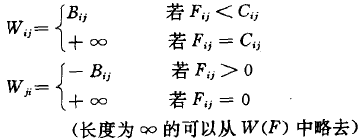 W_{ij} = { B_{ij} 若 F_{ij} < C_{ij}
+∞ 若 F_{ij} = C_{ij}
W_{ji} = { −B_{ij} 若 F_{ij} > 0
+∞ 若 F_{ij} = 0
(长度为∞的可以从W(F)中略去)